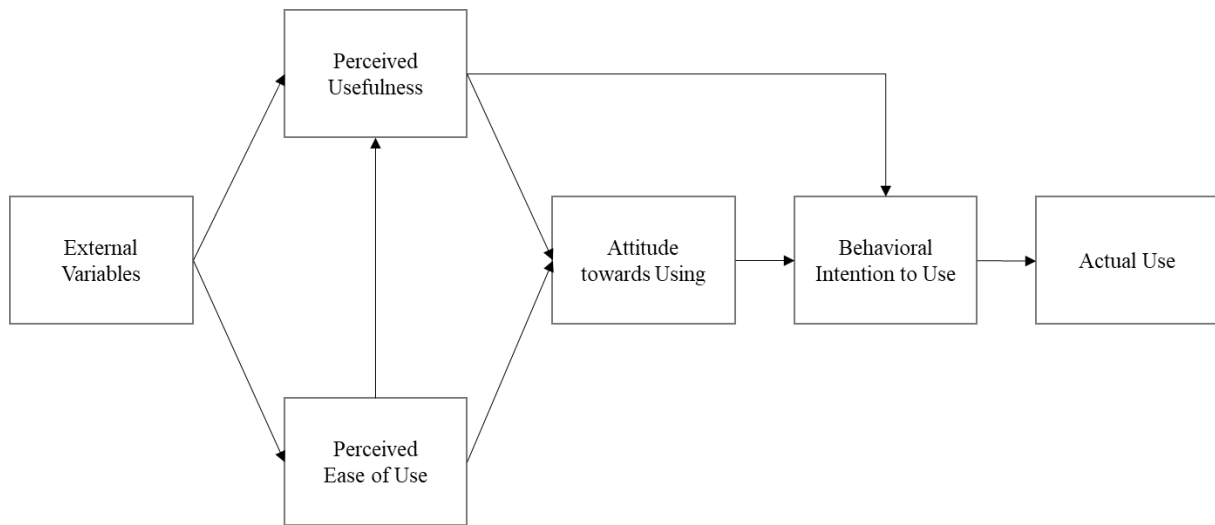 Perceived
Usefulness
External
Variables
Attitude
towards Using
Behavioral
Intention to Use
Actual Use
Perceived
Ease of Use